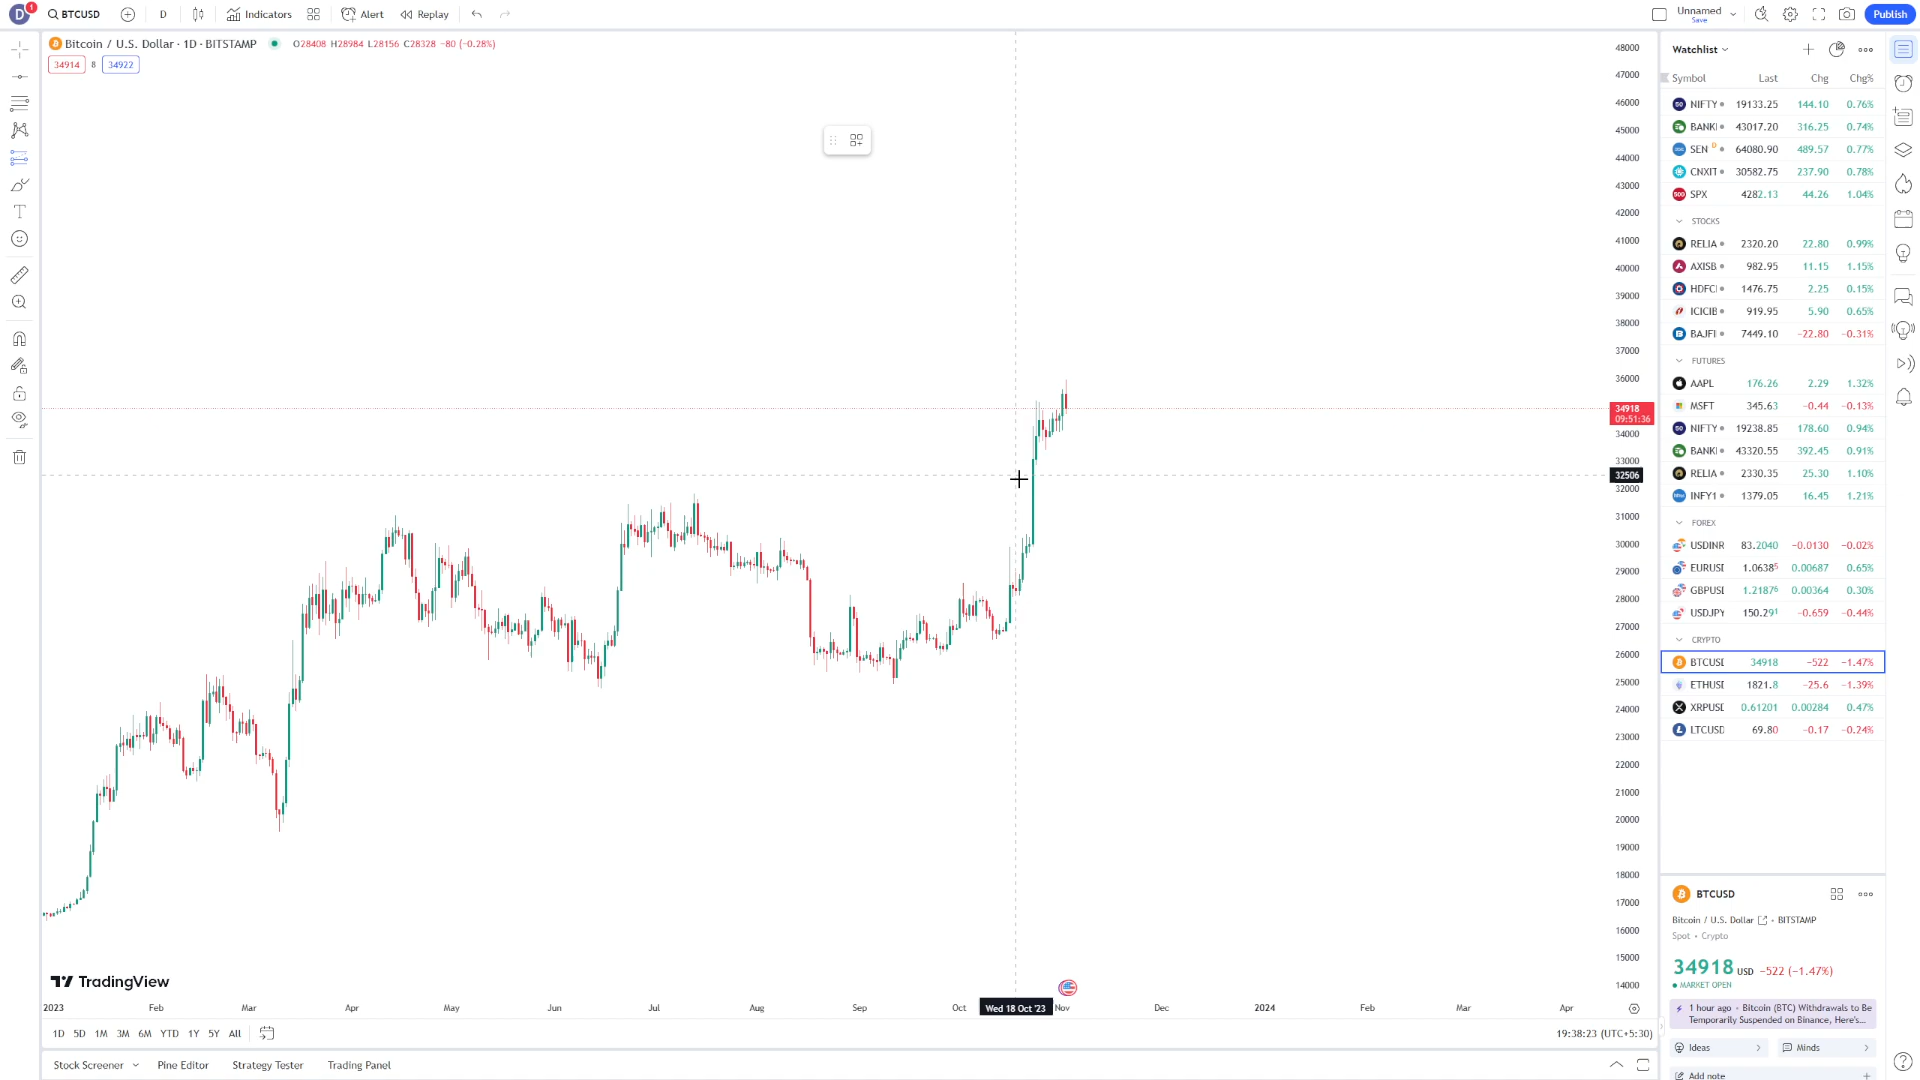 D 1 BTCUSD D Indicators Alert Replay Unnamed Save Publish
Bitcoin / U.S. Dollar · 1D · BITSTAMP O28408 H28984 L28156 C28328 −80 (−0.28%)
34914 8 34922
48000
47000
46000
45000
44000
43000
42000
41000
40000
39000
38000
37000
36000
34918
09:51:36
34000
33000
32506
32000
31000
30000
29000
28000
27000
26000
25000
24000
23000
22000
21000
20000
19000
18000
17000
16000
15000
14000
TradingView
2023 Feb Mar Apr May Jun Jul Aug Sep Oct Wed 18 Oct '23 Nov Dec 2024 Feb Mar Apr
1D 5D 1M 3M 6M YTD 1Y 5Y All 19:38:23 (UTC+5:30)
Stock Screener Pine Editor Strategy Tester Trading Panel
Watchlist
Symbol Last Chg Chg%
NIFTY 19133.25 144.10 0.76%
BANKI 43017.20 316.25 0.74%
SEN D 64080.90 489.57 0.77%
CNXIT 30582.75 237.90 0.78%
SPX 4282.13 44.26 1.04%
STOCKS
RELIA 2320.20 22.80 0.99%
AXISB 982.95 11.15 1.15%
HDFCI 1476.75 2.25 0.15%
ICICIB 919.95 5.90 0.65%
BAJFI 7449.10 −22.80 −0.31%
FUTURES
AAPL 176.26 2.29 1.32%
MSFT 345.63 −0.44 −0.13%
NIFTY 19238.85 178.60 0.94%
BANKI 43320.55 392.45 0.91%
RELIA 2330.35 25.30 1.10%
INFY1 1379.05 16.45 1.21%
FOREX
USDINR 83.2040 −0.0130 −0.02%
EURUSD 1.06385 0.00687 0.65%
GBPUSD 1.21876 0.00364 0.30%
USDJPY 150.291 −0.659 −0.44%
CRYPTO
BTCUSD 34918 −522 −1.47%
ETHUSD 1821.8 −25.6 −1.39%
XRPUSD 0.61201 0.00284 0.47%
LTCUSD 69.80 −0.17 −0.24%
BTCUSD
Bitcoin / U.S. Dollar • BITSTAMP
Spot • Crypto
34918 USD −522 (−1.47%)
MARKET OPEN
1 hour ago • Bitcoin (BTC) Withdrawals to Be
Temporarily Suspended on Binance, Here's...
Ideas Minds
Add note